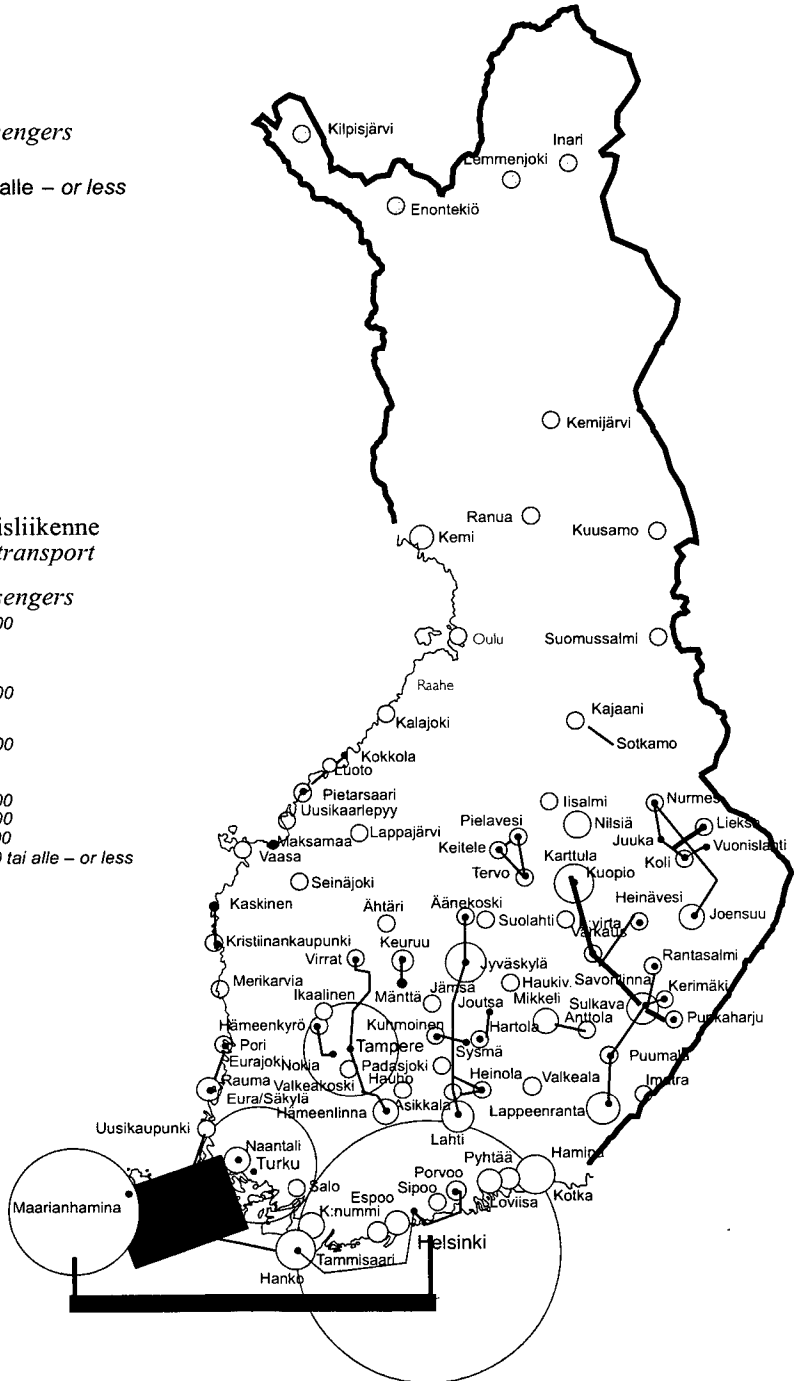 sengers
alle – or less
isliikenne
transport
sengers
00
00
00
00
00
00
0 tai alle – or less
Kilpisjärvi
Inari
Lemmenjoki
Enontekiö
Kemijärvi
Ranua
Kemi
Kuusamo
Oulu
Suomussalmi
Raahe
Kalajoki
Kajaani
Sotkamo
Kokkola
Luoto
Pietarsaari
Uusikaarlepyy
Iisalmi
Nurmes
Maksamaa
Lappajärvi
Pielavesi
Nilsiä
Lieksa
Vaasa
Keitele
Juuka
Vuonislahti
Koli
Tervo
Karttula
Kuopio
Seinäjoki
Heinävesi
Kaskinen
Ähtäri
Äänekoski
Suolahti
L:virta
Joensuu
Varkaus
Kristiinankaupunki
Keuruu
Virrat
Jyväskylä
Rantasalmi
Savonlinna
Merikarvia
Mänttä
Jämsä
Haukiv.
Kerimäki
Ikaalinen
Joutsa
Mikkeli
Sulkava
Anttola
Punkaharju
Hämeenkyrö
Kuhmoinen
Hartola
Pori
Tampere
Sysmä
Eurajoki
Nokia
Padasjoki
Puumala
Rauma
Valkeakoski
Hauho
Heinola
Valkeala
Imatra
Eura/Säkylä
Hämeenlinna
Asikkala
Lappeenranta
Uusikaupunki
Lahti
Naantali
Turku
Pyhtää
Hamina
Porvoo
Salo
Sipoo
Loviisa
Kotka
Maarianhamina
Espoo
K:nummi
Helsinki
Tammisaari
Hanko